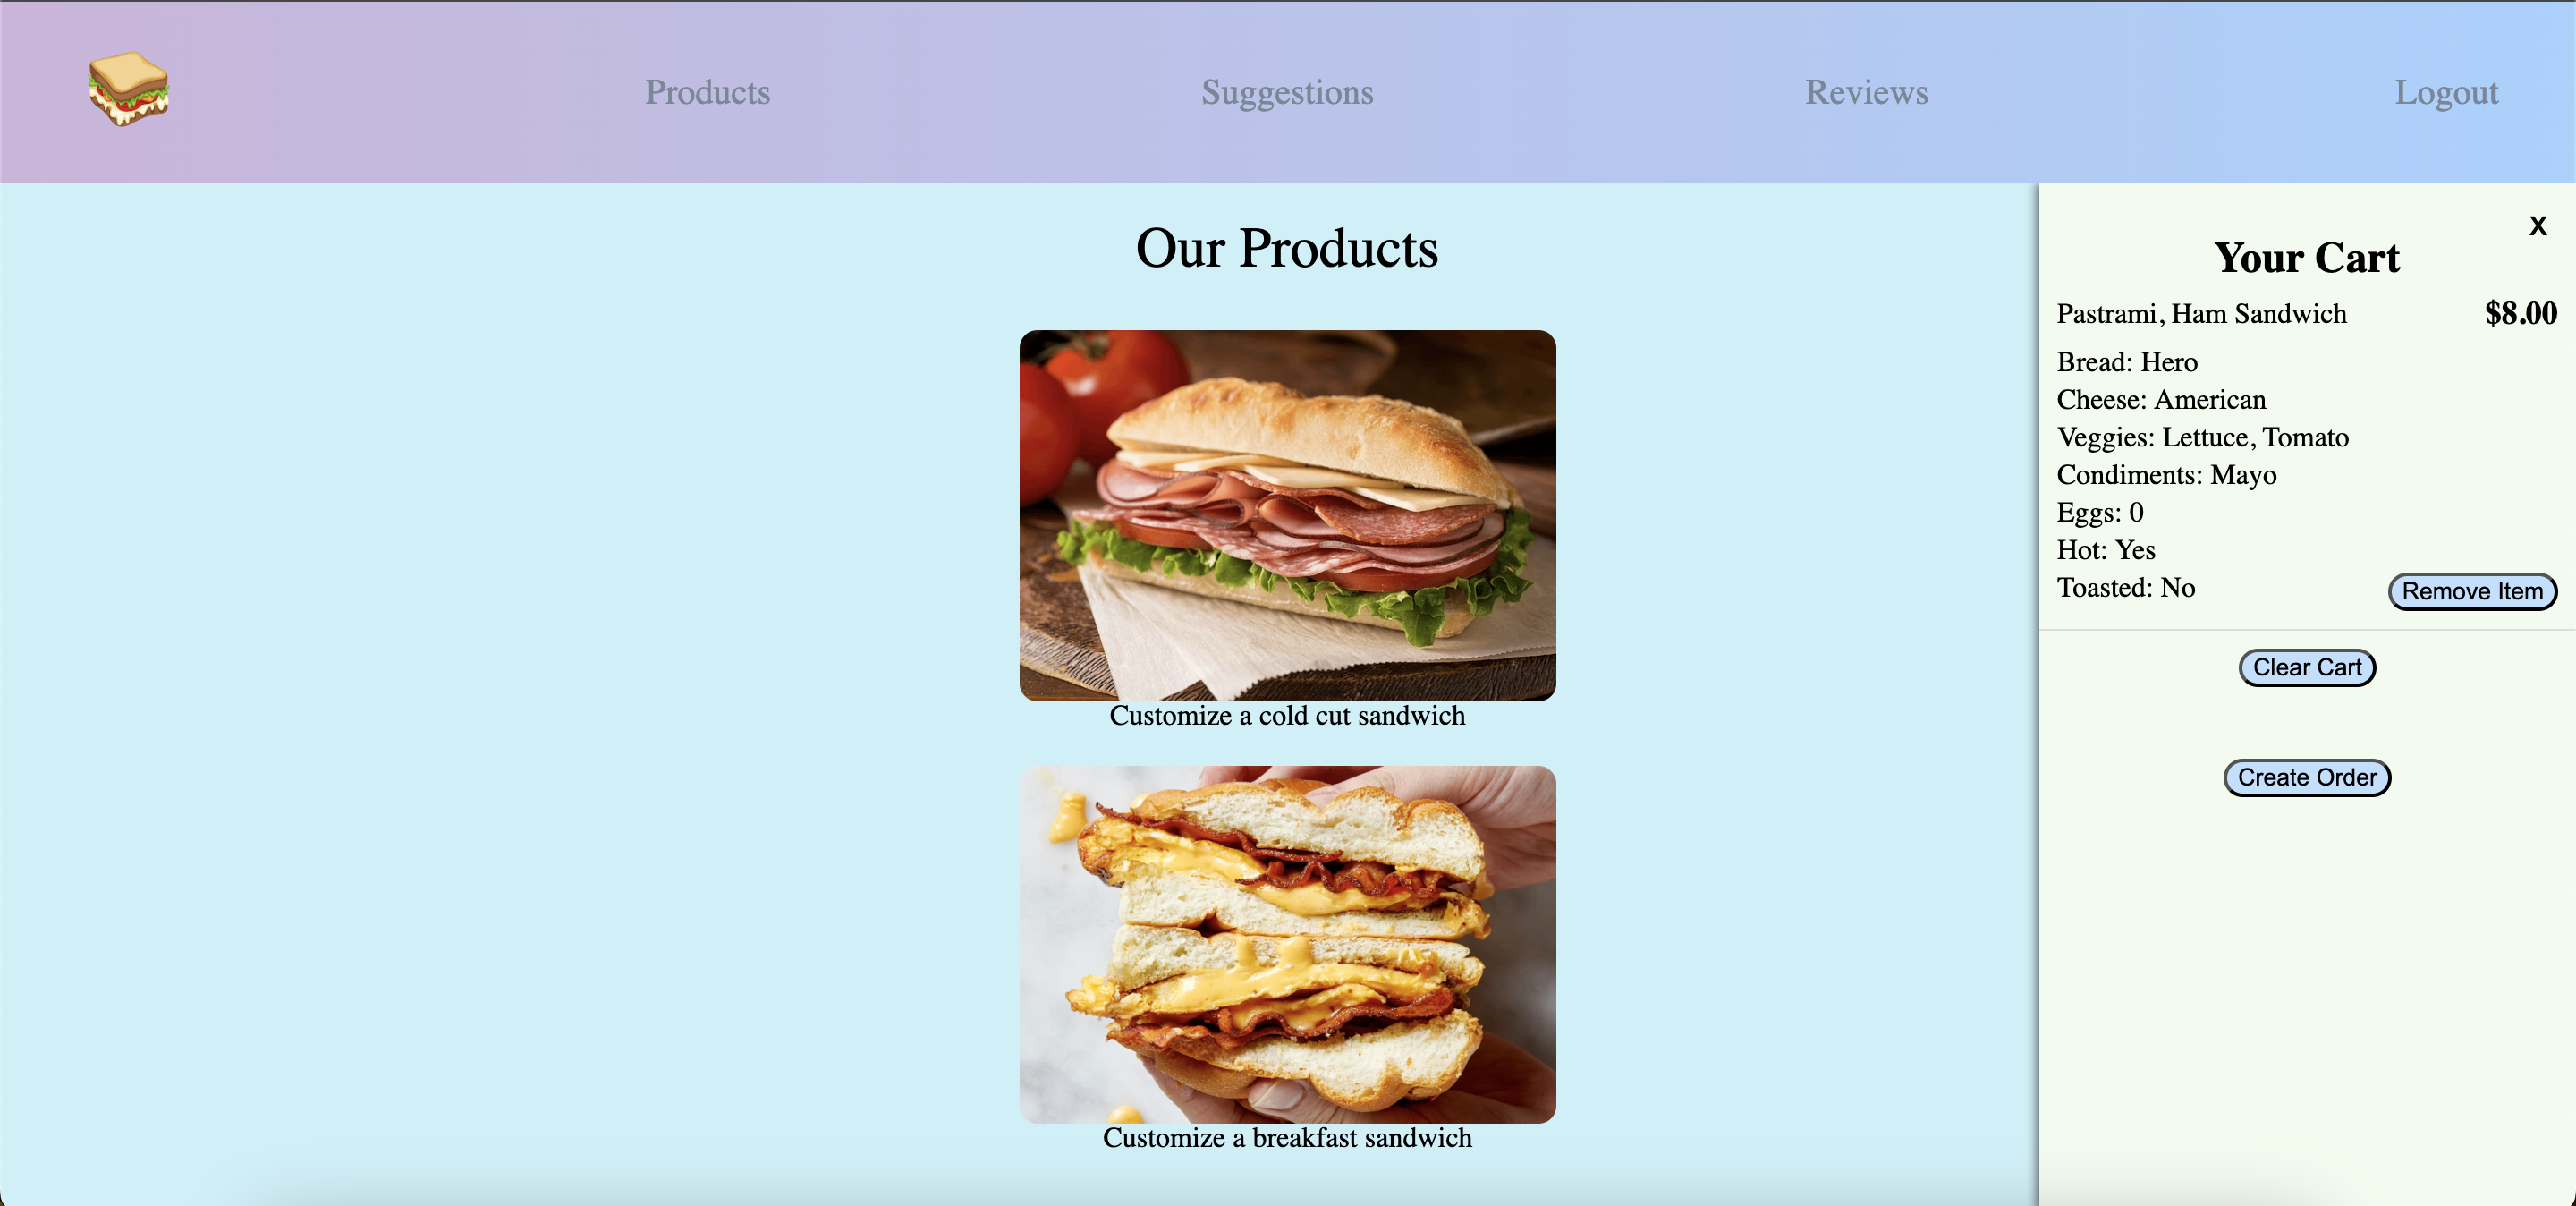 Products
Suggestions
Reviews
Logout
Our Products
Customize a cold cut sandwich
Customize a breakfast sandwich
X
Your Cart
Pastrami, Ham Sandwich $8.00
Bread: Hero
Cheese: American
Veggies: Lettuce, Tomato
Condiments: Mayo
Eggs: 0
Hot: Yes
Toasted: No
Remove Item
Clear Cart
Create Order